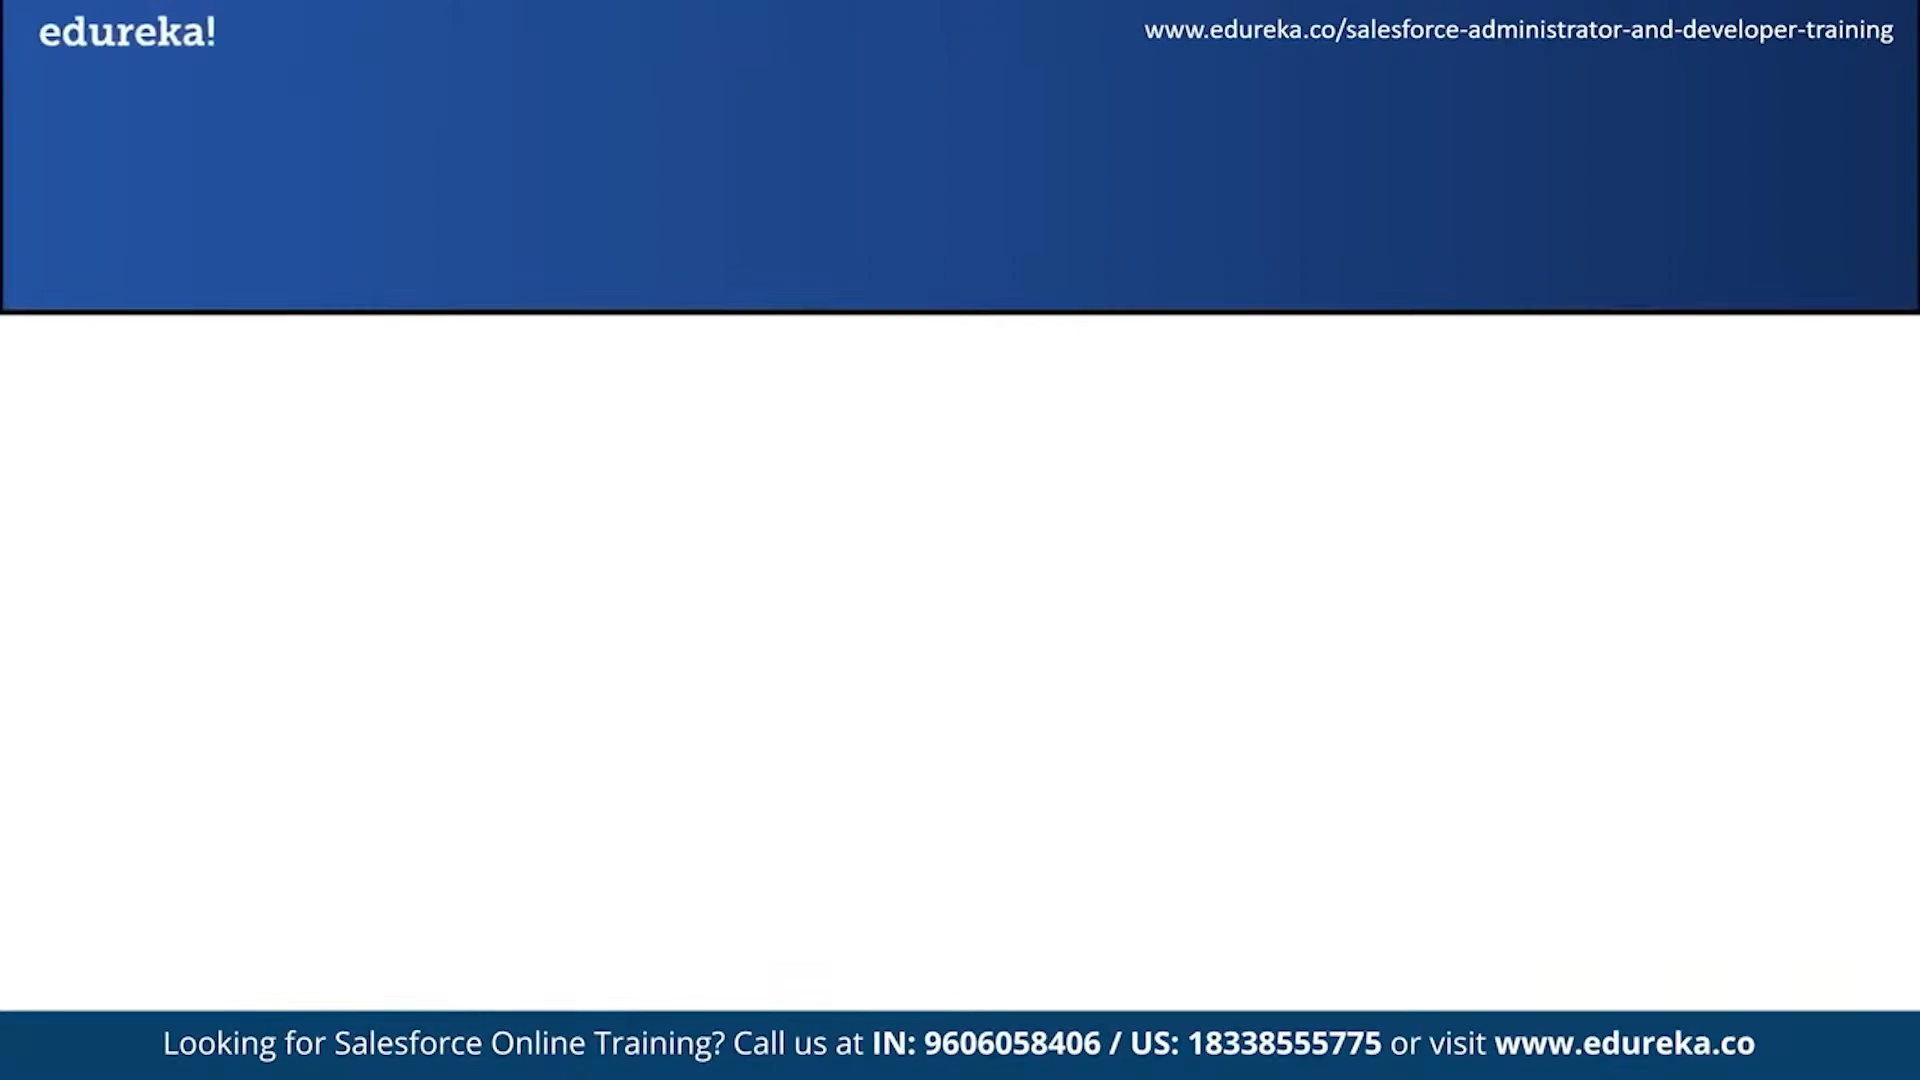 edureka!
www.edureka.co/salesforce-administrator-and-developer-training
Looking for Salesforce Online Training? Call us at IN: 9606058406 / US: 18338555775 or visit www.edureka.co